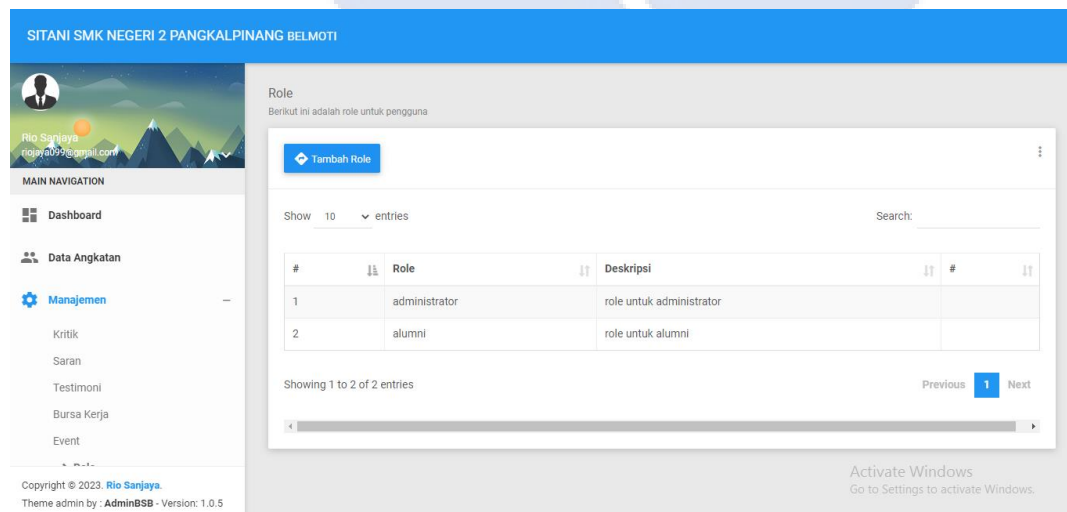 SITANI SMK NEGERI 2 PANGKALPINANG BELMOTI
Rio Sanjaya
riojaya099@gmail.com
MAIN NAVIGATION
Dashboard
Data Angkatan
Manajemen
Kritik
Saran
Testimoni
Bursa Kerja
Event
Copyright © 2023. Rio Sanjaya.
Theme admin by : AdminBSB - Version: 1.0.5
Role
Berikut ini adalah role untuk pengguna
Tambah Role
Show 10 entries Search:
# Role Deskripsi #
1 administrator role untuk administrator
2 alumni role untuk alumni
Showing 1 to 2 of 2 entries Previous 1 Next
Activate Windows
Go to Settings to activate Windows.